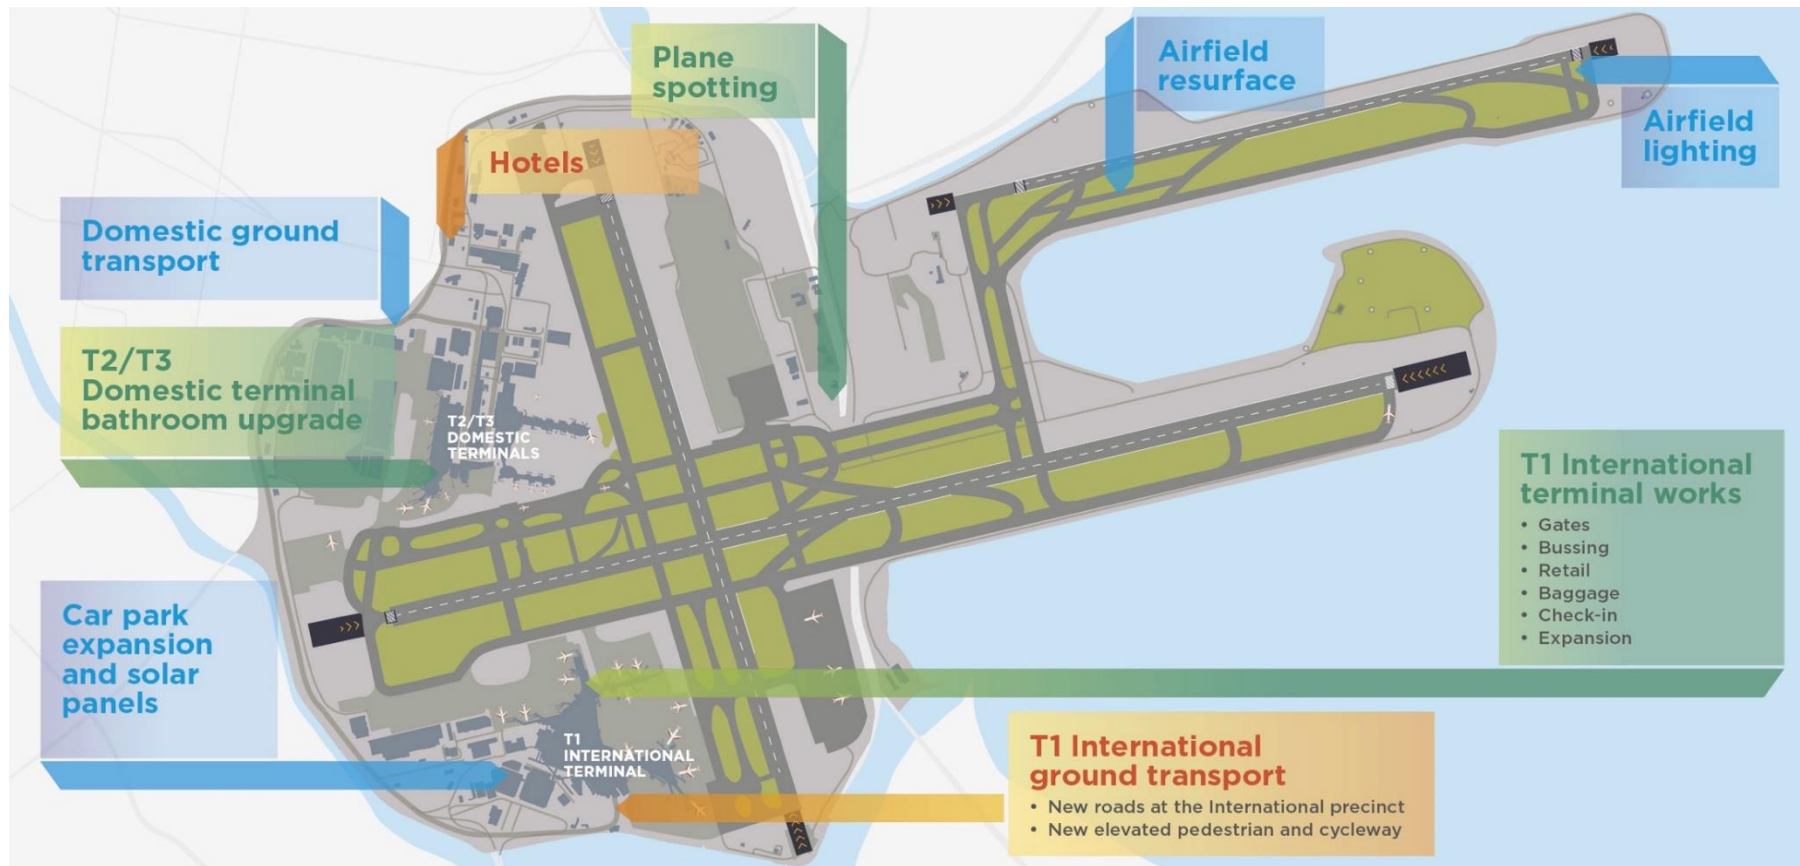 Plane
spotting
Airfield
resurface
Airfield
lighting
Hotels
Domestic ground
transport
T2/T3
Domestic terminal
bathroom upgrade
T2/T3
DOMESTIC
TERMINALS
T1 International
terminal works
• Gates
• Bussing
• Retail
• Baggage
• Check-in
• Expansion
Car park
expansion
and solar
panels
T1
INTERNATIONAL
TERMINAL
T1 International
ground transport
• New roads at the International precinct
• New elevated pedestrian and cycleway